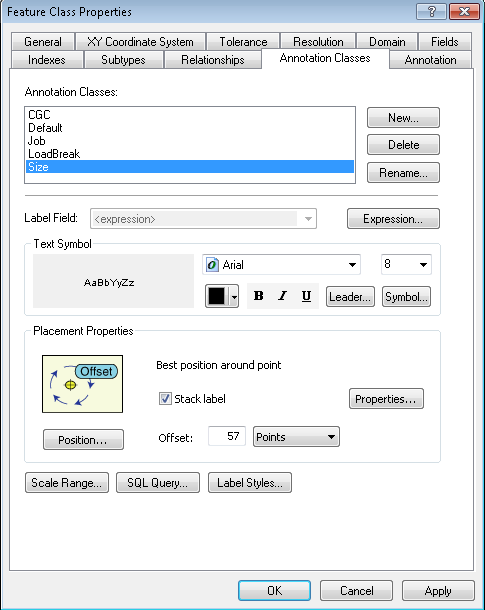 Feature Class Properties
General XY Coordinate System Tolerance Resolution Domain Fields
Indexes Subtypes Relationships Annotation Classes Annotation
Annotation Classes:
CGC
Default
Job
LoadBreak
Size
New...
Delete
Rename...
Label Field: <expression> Expression...
Text Symbol
AaBbYyZz
Arial 8
B I U Leader... Symbol...
Placement Properties
Offset
Best position around point
Stack label Properties...
Position... Offset: 57 Points
Scale Range... SQL Query... Label Styles...
OK Cancel Apply